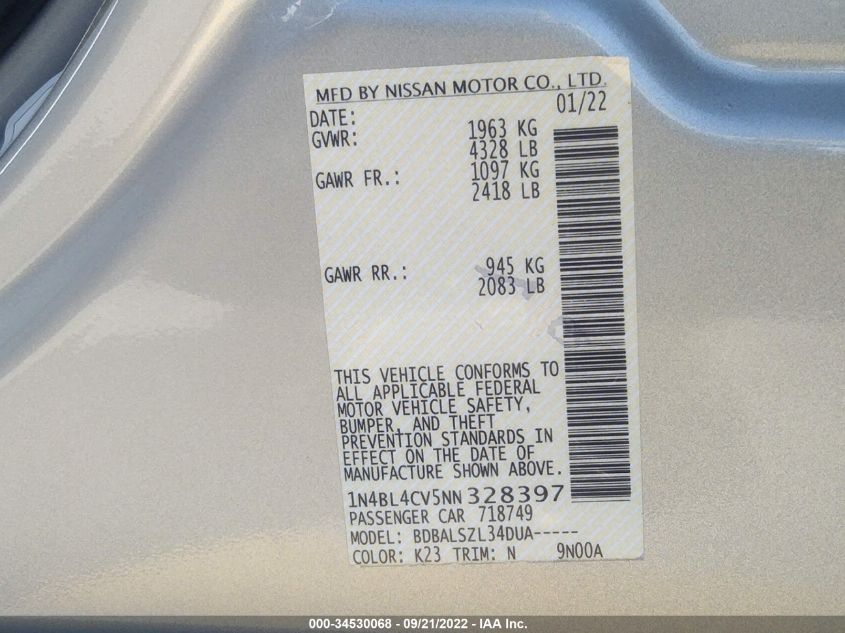 MFD BY NISSAN MOTOR CO., LTD.
DATE: 01/22
GVWR: 1963 KG
4328 LB
GAWR FR.: 1097 KG
2418 LB
GAWR RR.: 945 KG
2083 LB
THIS VEHICLE CONFORMS TO
ALL APPLICABLE FEDERAL
MOTOR VEHICLE SAFETY,
BUMPER, AND THEFT
PREVENTION STANDARDS IN
EFFECT ON THE DATE OF
MANUFACTURE SHOWN ABOVE.
1N4BL4CV5NN328397
PASSENGER CAR 718749
MODEL: BDBALSZL34DUA-----
COLOR: K23 TRIM: N 9N00A
000-34530068 - 09/21/2022 - IAA Inc.